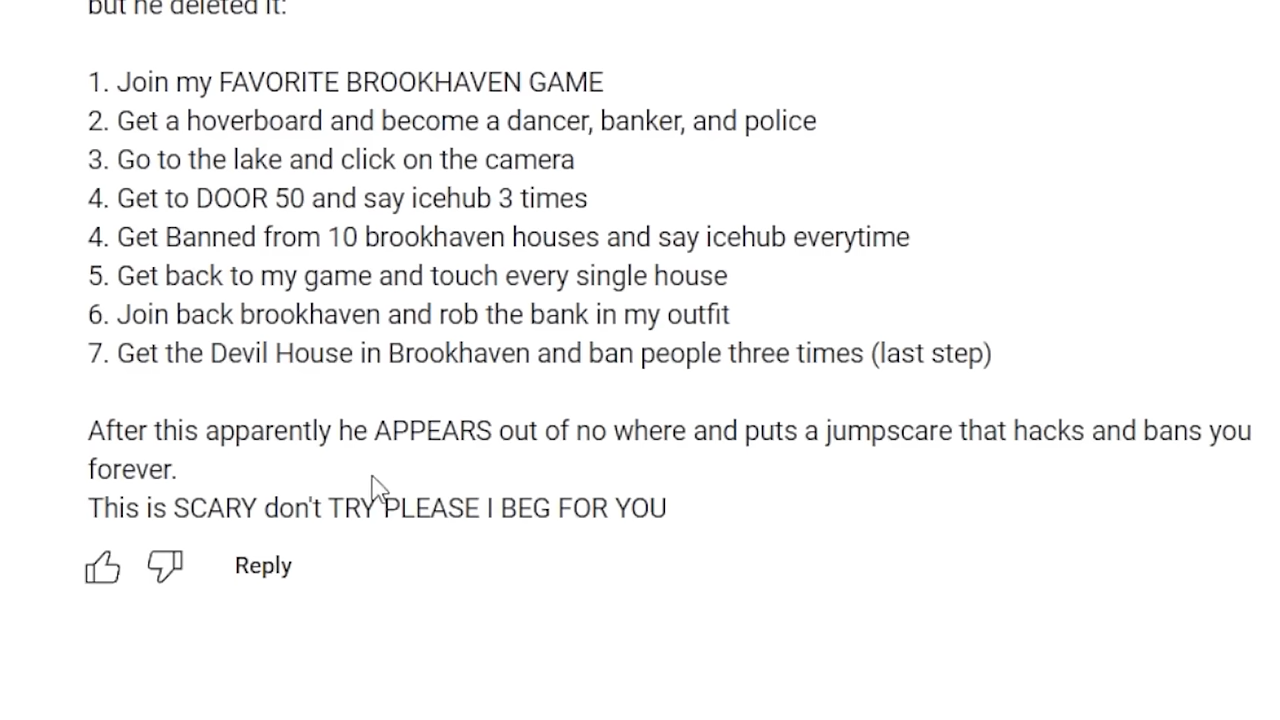 but he deleted it:
1. Join my FAVORITE BROOKHAVEN GAME
2. Get a hoverboard and become a dancer, banker, and police
3. Go to the lake and click on the camera
4. Get to DOOR 50 and say icehub 3 times
4. Get Banned from 10 brookhaven houses and say icehub everytime
5. Get back to my game and touch every single house
6. Join back brookhaven and rob the bank in my outfit
7. Get the Devil House in Brookhaven and ban people three times (last step)
After this apparently he APPEARS out of no where and puts a jumpscare that hacks and bans you
forever.
This is SCARY don't TRY PLEASE I BEG FOR YOU
Reply